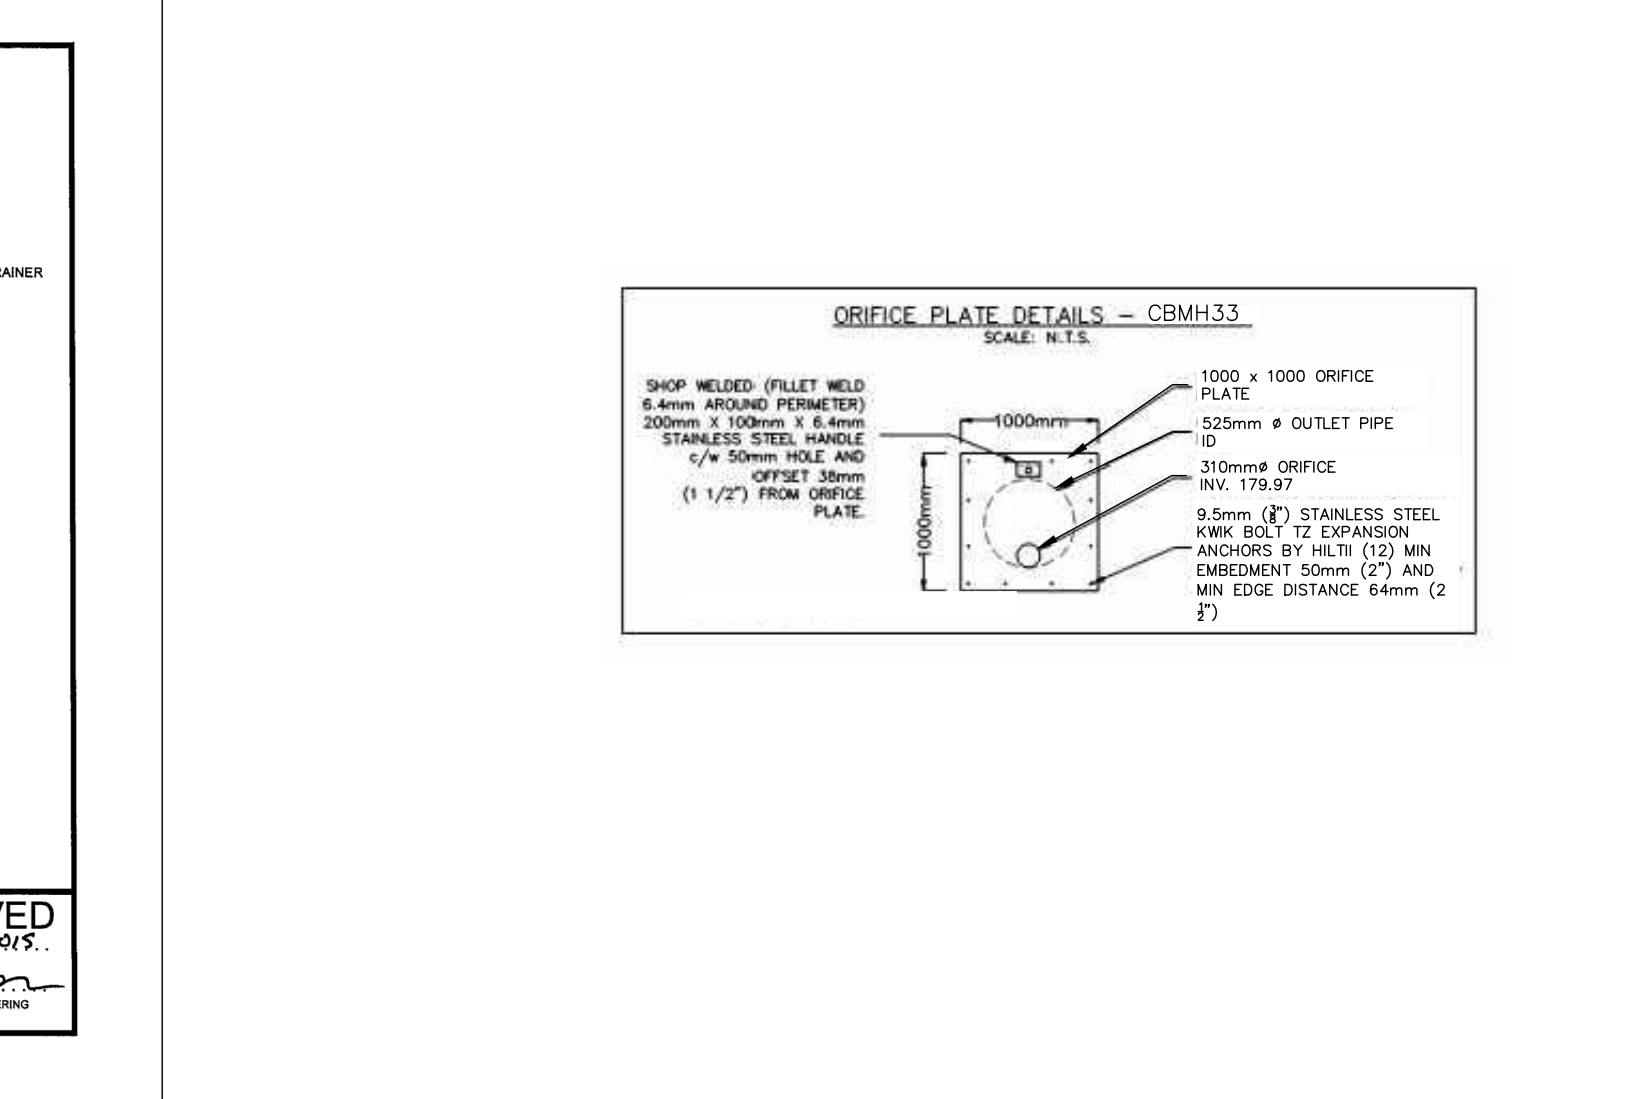 RAINER
ORIFICE PLATE DETAILS - CBMH33
SCALE: N.T.S.
SHOP WELDED (FILLET WELD
6.4mm AROUND PERIMETER)
200mm X 100mm X 6.4mm
STAINLESS STEEL HANDLE
c/w 50mm HOLE AND
OFFSET 38mm
(1 1/2") FROM ORIFICE
PLATE.
1000mm
1000mm
1000 x 1000 ORIFICE
PLATE
525mm ø OUTLET PIPE
ID
310mmø ORIFICE
INV. 179.97
9.5mm (3/8") STAINLESS STEEL
KWIK BOLT TZ EXPANSION
ANCHORS BY HILTII (12) MIN
EMBEDMENT 50mm (2") AND
MIN EDGE DISTANCE 64mm (2
1/2")
VED
015..
ERING